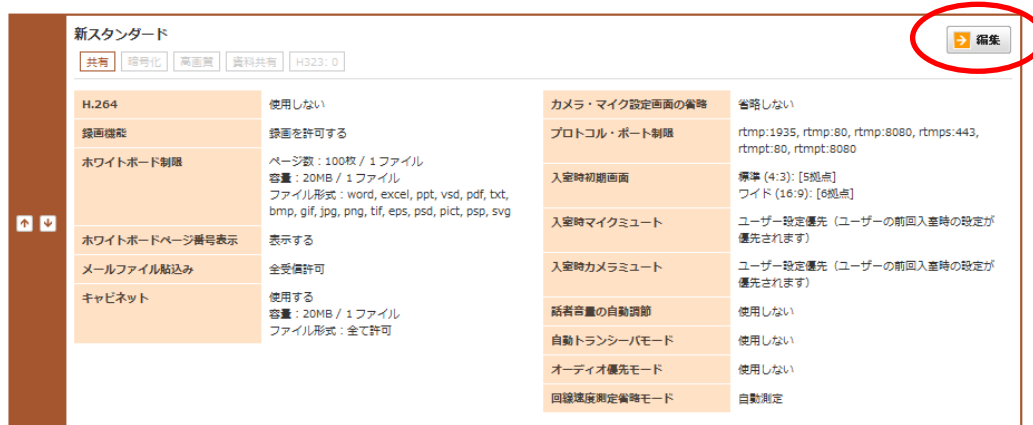 新スタンダード
編集
共有 暗号化 高画質 資料共有 H323: 0
H.264 使用しない
録画機能 録画を許可する
ホワイトボード制限 ページ数：100枚 / 1ファイル
容量：20MB / 1ファイル
ファイル形式：word, excel, ppt, vsd, pdf, txt,
bmp, gif, jpg, png, tif, eps, psd, pict, psp, svg
ホワイトボードページ番号表示 表示する
メールファイル貼込み 全受信許可
キャビネット 使用する
容量：20MB / 1ファイル
ファイル形式：全て許可
カメラ・マイク設定画面の省略 省略しない
プロトコル・ポート制限 rtmp:1935, rtmp:80, rtmp:8080, rtmps:443,
rtmpt:80, rtmpt:8080
入室時初期画面 標準 (4:3): [5拠点]
ワイド (16:9): [6拠点]
入室時マイクミュート ユーザー設定優先（ユーザーの前回入室時の設定が
優先されます）
入室時カメラミュート ユーザー設定優先（ユーザーの前回入室時の設定が
優先されます）
話者音量の自動調節 使用しない
自動トランシーバモード 使用しない
オーディオ優先モード 使用しない
回線速度測定省略モード 自動測定